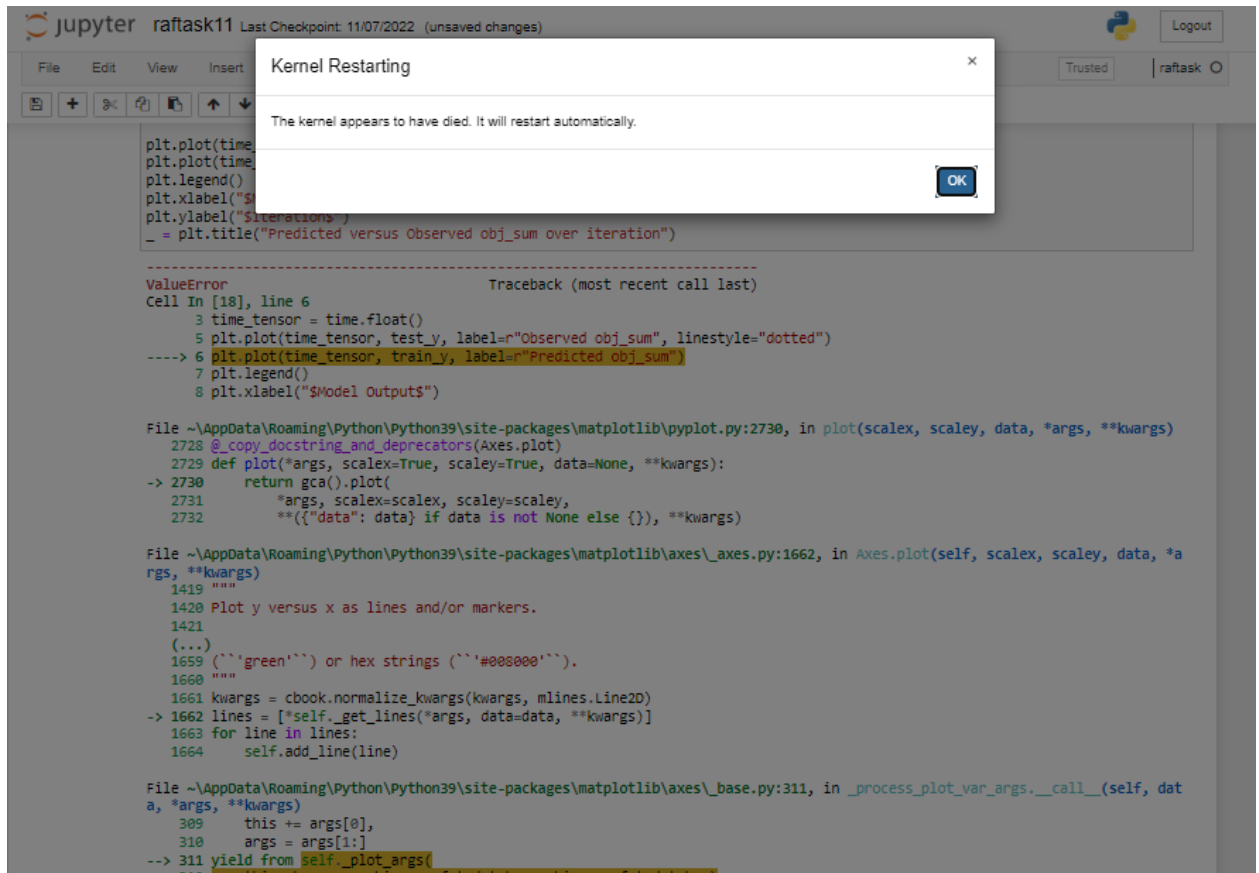 jupyter raftask11 Last Checkpoint: 11/07/2022 (unsaved changes)
Logout
File Edit View Insert
Trusted
raftask
Kernel Restarting
×
The kernel appears to have died. It will restart automatically.
OK
plt.plot(time_
plt.plot(time_
plt.legend()
plt.xlabel("$
plt.ylabel("$Iteration$")
_ = plt.title("Predicted versus Observed obj_sum over iteration")
---------------------------------------------------------------------------
ValueError                                Traceback (most recent call last)
Cell In [18], line 6
      3 time_tensor = time.float()
      5 plt.plot(time_tensor, test_y, label=r"Observed obj_sum", linestyle="dotted")
----> 6 plt.plot(time_tensor, train_y, label=r"Predicted obj_sum")
      7 plt.legend()
      8 plt.xlabel("$Model Output$")
File ~\AppData\Roaming\Python\Python39\site-packages\matplotlib\pyplot.py:2730, in plot(scalex, scaley, data, *args, **kwargs)
   2728 @_copy_docstring_and_deprecators(Axes.plot)
   2729 def plot(*args, scalex=True, scaley=True, data=None, **kwargs):
-> 2730     return gca().plot(
   2731         *args, scalex=scalex, scaley=scaley,
   2732         **({"data": data} if data is not None else {}), **kwargs)
File ~\AppData\Roaming\Python\Python39\site-packages\matplotlib\axes\_axes.py:1662, in Axes.plot(self, scalex, scaley, data, *a
rgs, **kwargs)
   1419 """
   1420 Plot y versus x as lines and/or markers.
   1421
   (...)
   1659 (``'green'``) or hex strings (``'#008000'``).
   1660 """
   1661 kwargs = cbook.normalize_kwargs(kwargs, mlines.Line2D)
-> 1662 lines = [*self._get_lines(*args, data=data, **kwargs)]
   1663 for line in lines:
   1664     self.add_line(line)
File ~\AppData\Roaming\Python\Python39\site-packages\matplotlib\axes\_base.py:311, in _process_plot_var_args.__call__(self, dat
a, *args, **kwargs)
    309     this += args[0],
    310     args = args[1:]
--> 311 yield from self._plot_args(